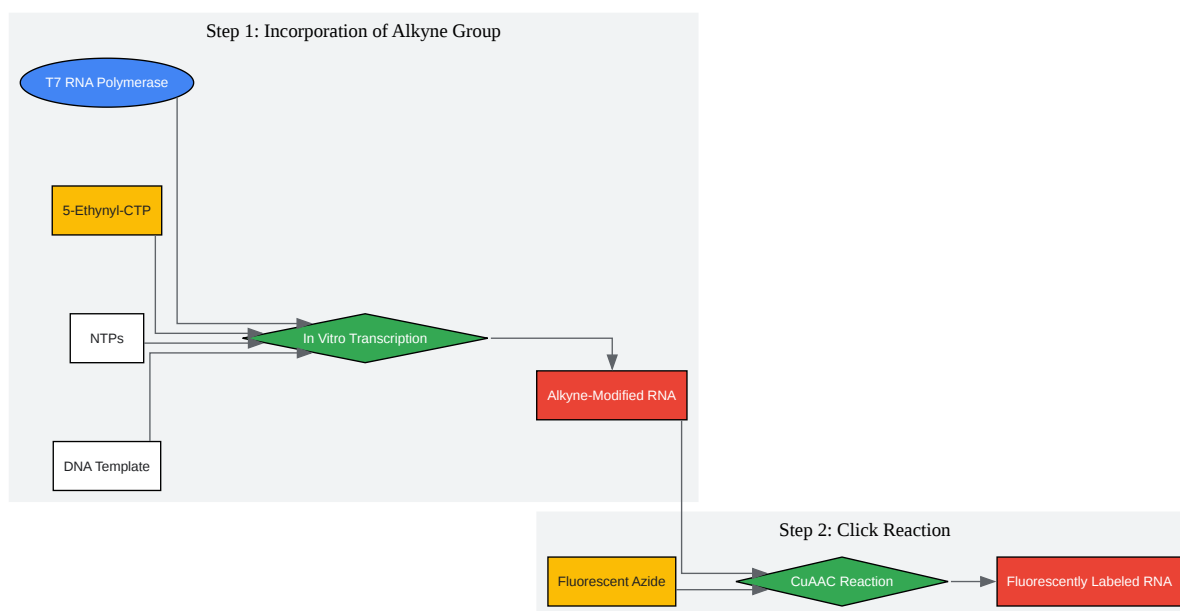 Step 1: Incorporation of Alkyne Group
T7 RNA Polymerase
5-Ethynyl-CTP
NTPs
In Vitro Transcription
Alkyne-Modified RNA
DNA Template
Step 2: Click Reaction
Fluorescent Azide
CuAAC Reaction
Fluorescently Labeled RNA